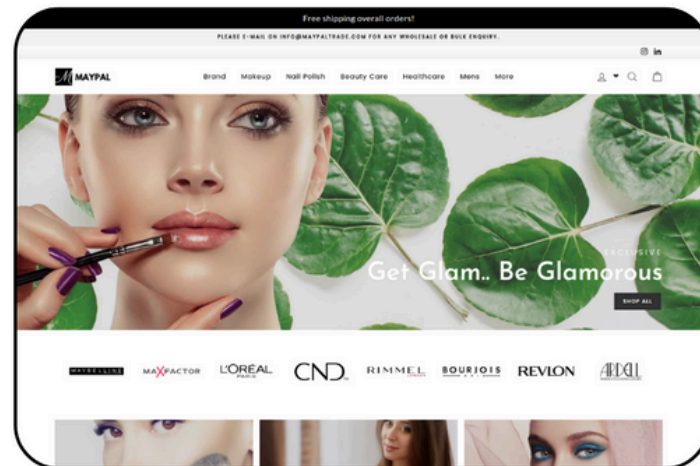 Free shipping overall orders!
PLEASE E-MAIL ON INFO@MAYPALTRADE.COM FOR ANY WHOLESALE OR BULK ENQUIRY.
M MAYPAL
Brand Makeup Nail Polish Beauty Care Healthcare Mens More
EXCLUSIVE
Get Glam.. Be Glamorous
SHOP ALL
MAYBELLINE MAXFACTOR L'ORÉAL CND RIMMEL BOURJOIS REVLON ARDELL
PARIS LONDON